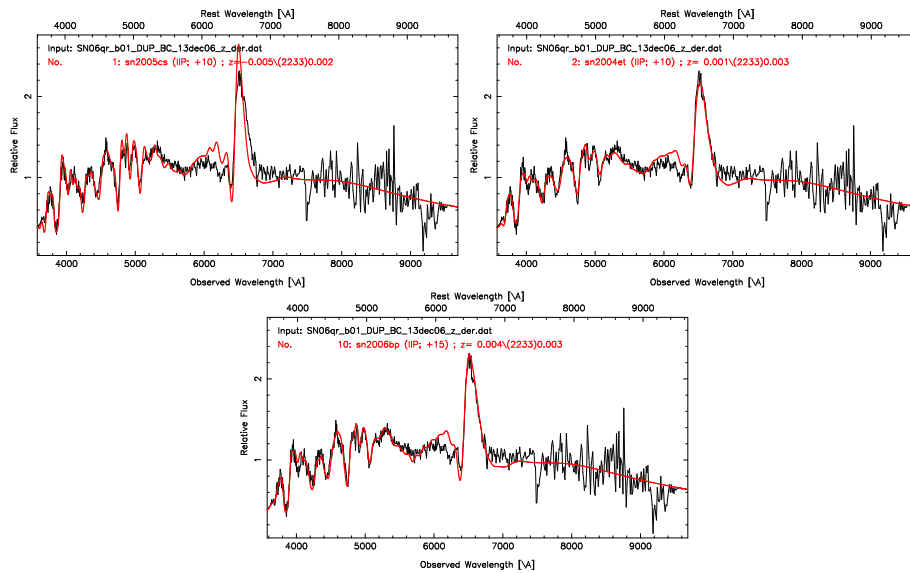 Rest Wavelength [\A]
4000 5000 6000 7000 8000 9000
Input: SN06qr_b01_DUP_BC_13dec06_z_der.dat
No. 1: sn2005cs (IIP; +10) ; z=-0.005\(2233)0.002
Relative Flux
1 2
4000 5000 6000 7000 8000 9000
Observed Wavelength [\A]
Rest Wavelength [\A]
4000 5000 6000 7000 8000 9000
Input: SN06qr_b01_DUP_BC_13dec06_z_der.dat
No. 2: sn2004et (IIP; +10) ; z= 0.001\(2233)0.003
Relative Flux
1 2
4000 5000 6000 7000 8000 9000
Observed Wavelength [\A]
Rest Wavelength [\A]
4000 5000 6000 7000 8000 9000
Input: SN06qr_b01_DUP_BC_13dec06_z_der.dat
No. 10: sn2006bp (IIP; +15) ; z= 0.004\(2233)0.003
Relative Flux
1 2
4000 5000 6000 7000 8000 9000
Observed Wavelength [\A]